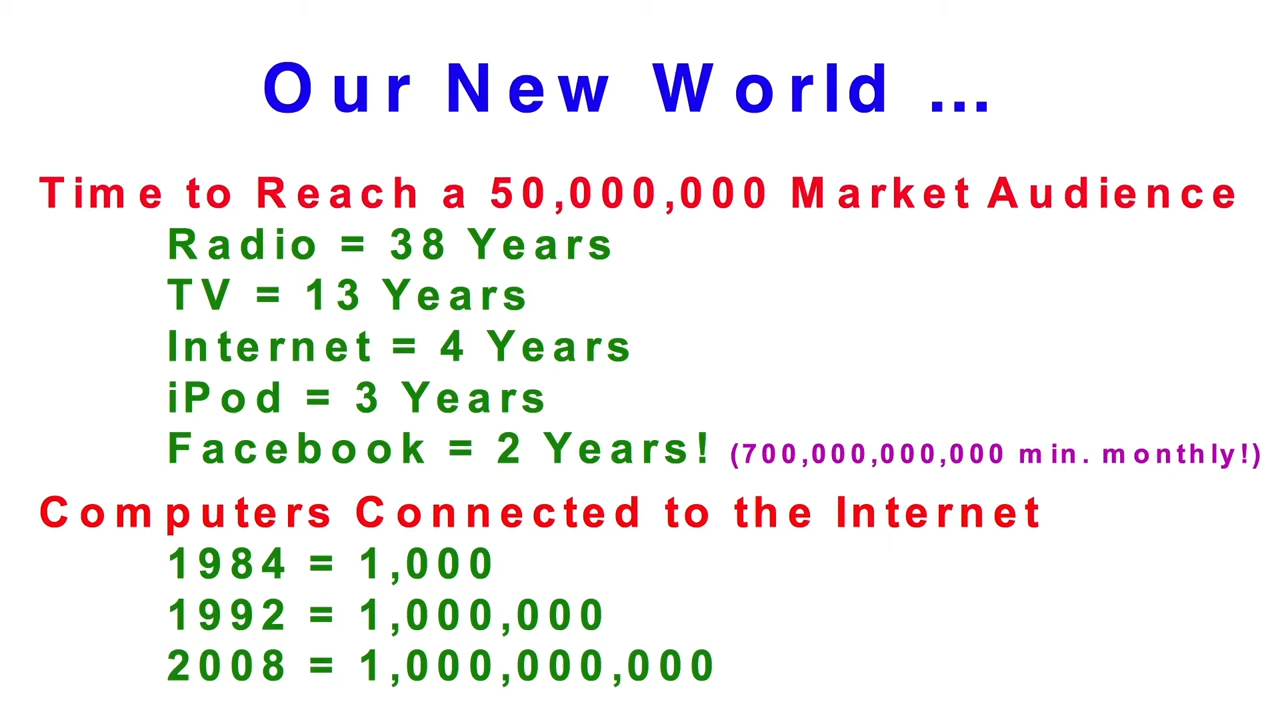 Our New World ...
Time to Reach a 50,000,000 Market Audience
Radio = 38 Years
TV = 13 Years
Internet = 4 Years
iPod = 3 Years
Facebook = 2 Years! (700,000,000,000 min. monthly!)
Computers Connected to the Internet
1984 = 1,000
1992 = 1,000,000
2008 = 1,000,000,000